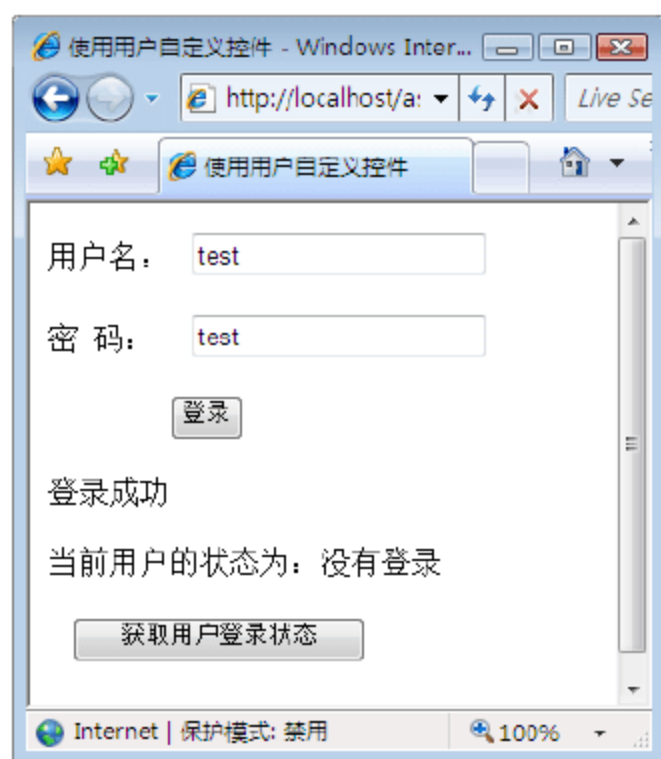 使用用户自定义控件 - Windows Inter...
http://localhost/a
Live Se
使用用户自定义控件
用户名： test
密 码： test
登录
登录成功
当前用户的状态为：没有登录
获取用户登录状态
Internet | 保护模式: 禁用 100%